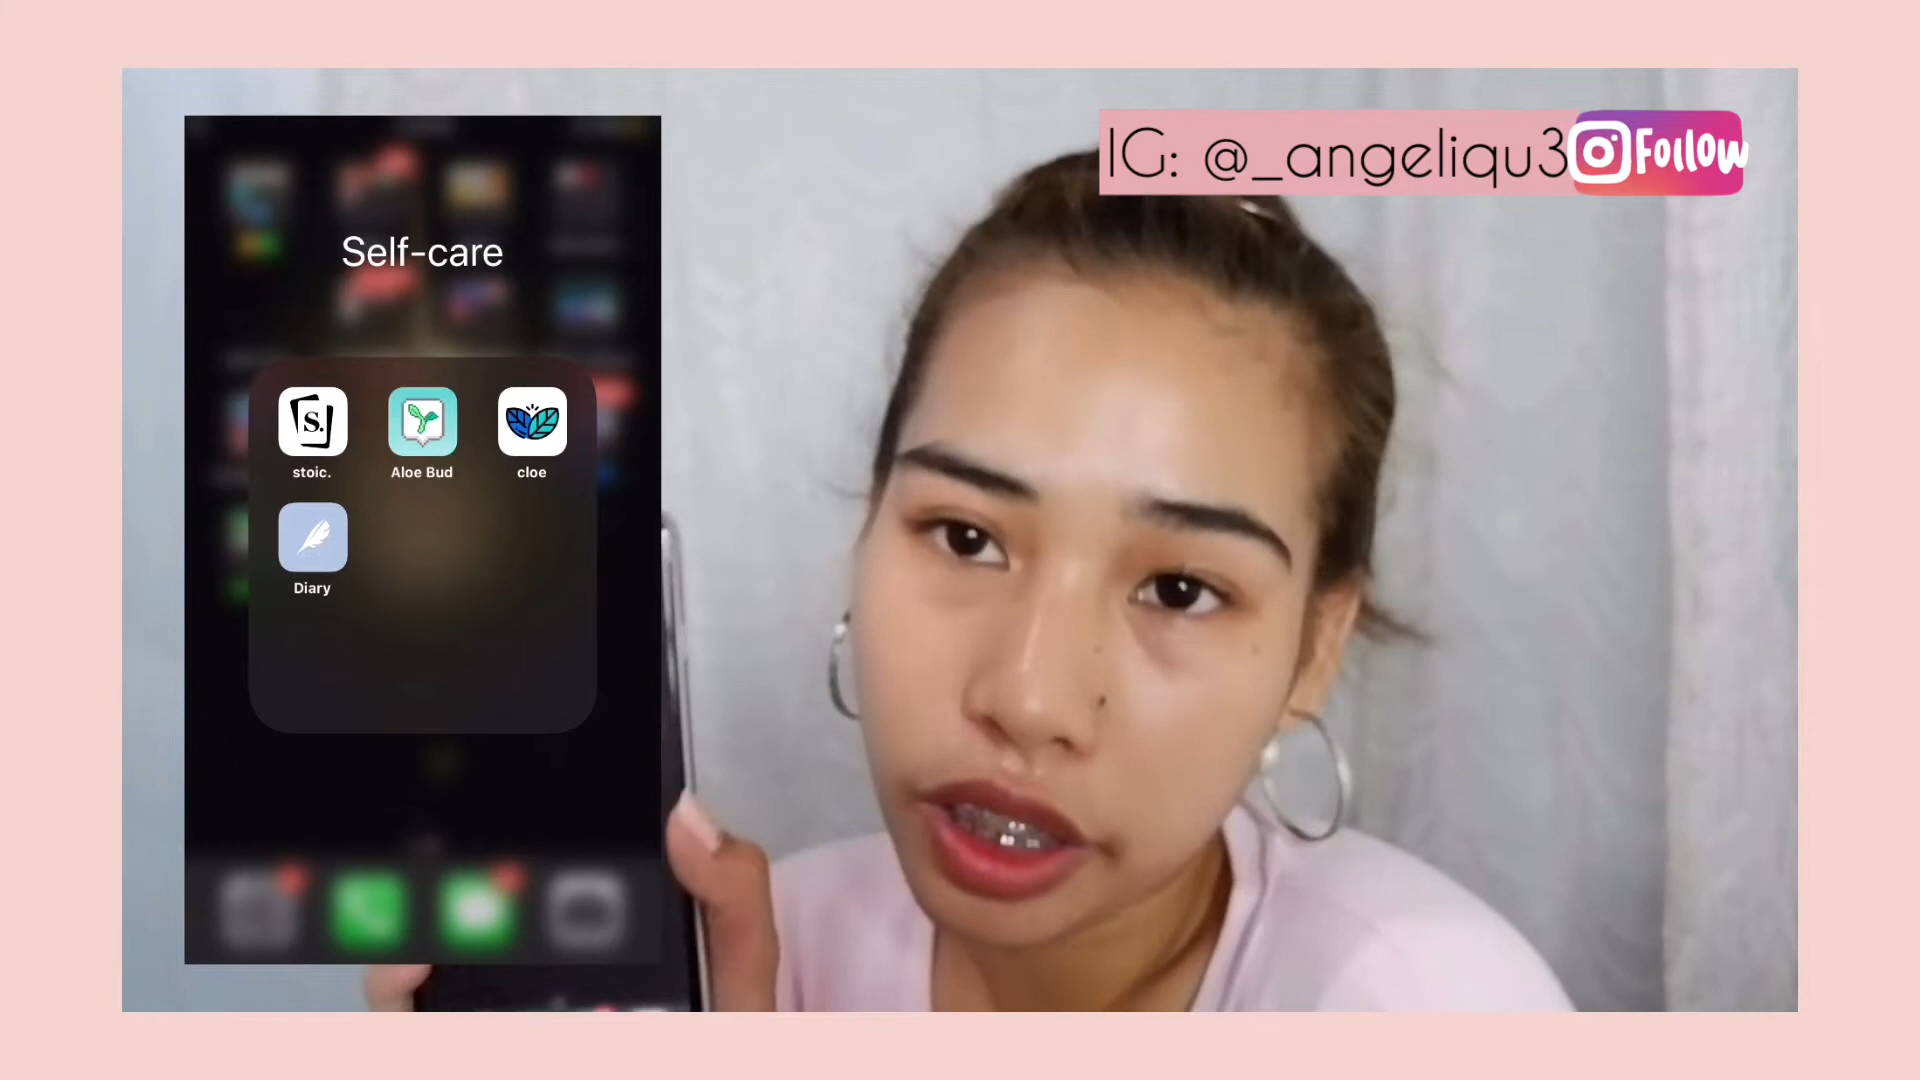 IG: @_angeliqu3
Follow
Self-care
S.
stoic.
Aloe Bud
cloe
Diary